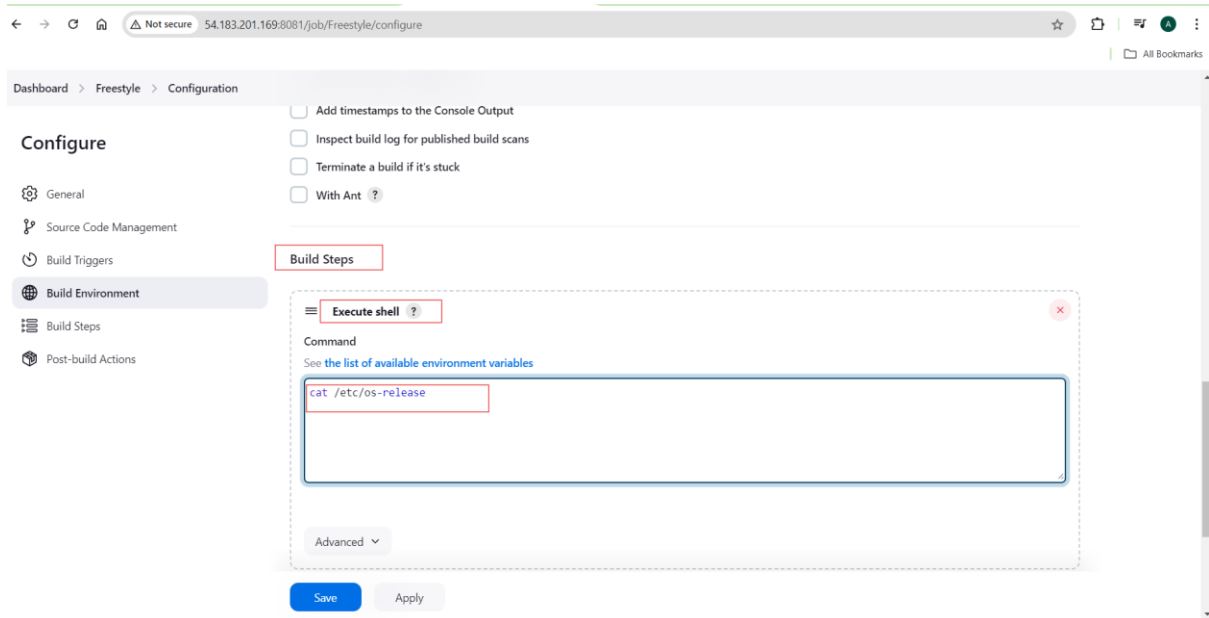 Not secure 54.183.201.169:8081/job/Freestyle/configure
A
All Bookmarks
Dashboard > Freestyle > Configuration
Configure
General
Source Code Management
Build Triggers
Build Environment
Build Steps
Post-build Actions
Add timestamps to the Console Output
Inspect build log for published build scans
Terminate a build if it's stuck
With Ant ?
Build Steps
Execute shell ?
Command
See the list of available environment variables
cat /etc/os-release
Advanced
Save Apply